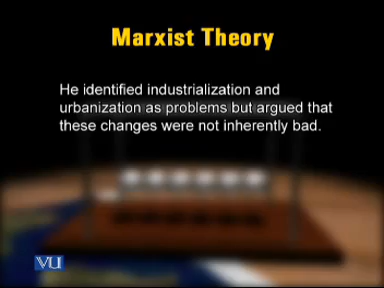 Marxist Theory
He identified industrialization and
urbanization as problems but argued that
these changes were not inherently bad.
VU